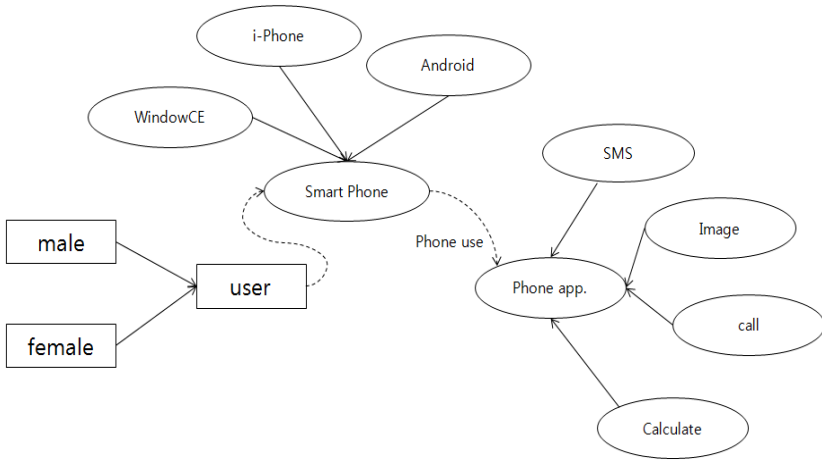 i-Phone
Android
WindowCE
SMS
Smart Phone
Image
male
Phone use
user
Phone app.
call
female
Calculate